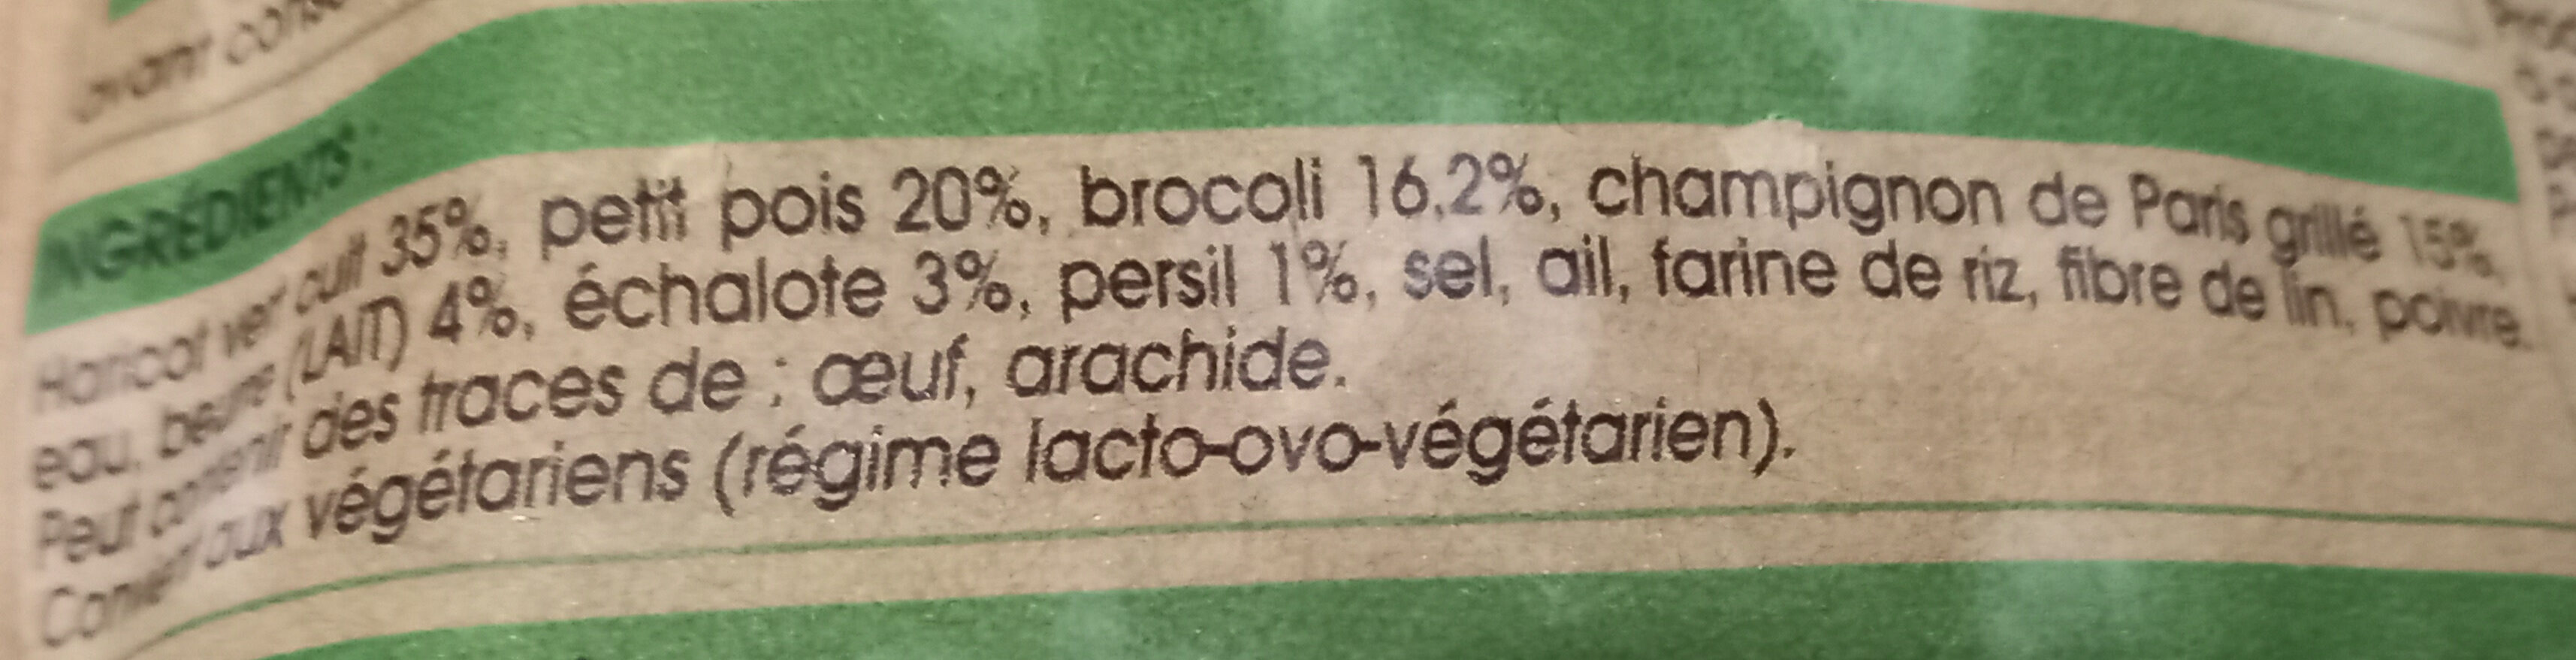 avant
INGRÉDIENTS :
Haricot vert cuit 35%, petit pois 20%, brocoli 16.2%, champignon de Paris grillé 15%,
eau, beurre (LAIT) 4%, échalote 3%, persil 1%, sel, ail, farine de riz, fibre de lin, poivre.
Peut contenir des traces de : œuf, arachide.
Convient aux végétariens (régime lacto-ovo-végétarien).